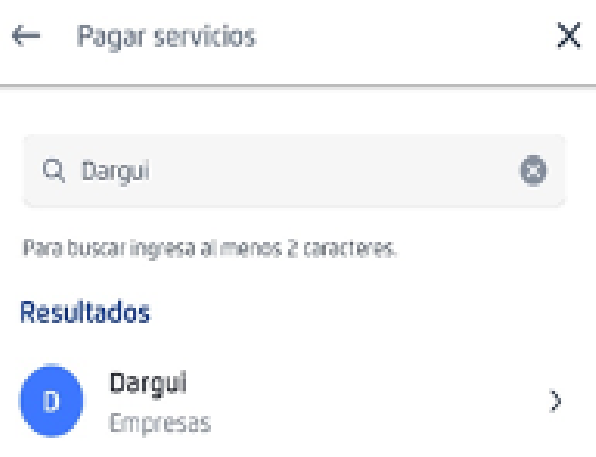 Pagar servicios
Dargui
Para buscar ingresa al menos 2 caracteres.
Resultados
D
Dargui
Empresas